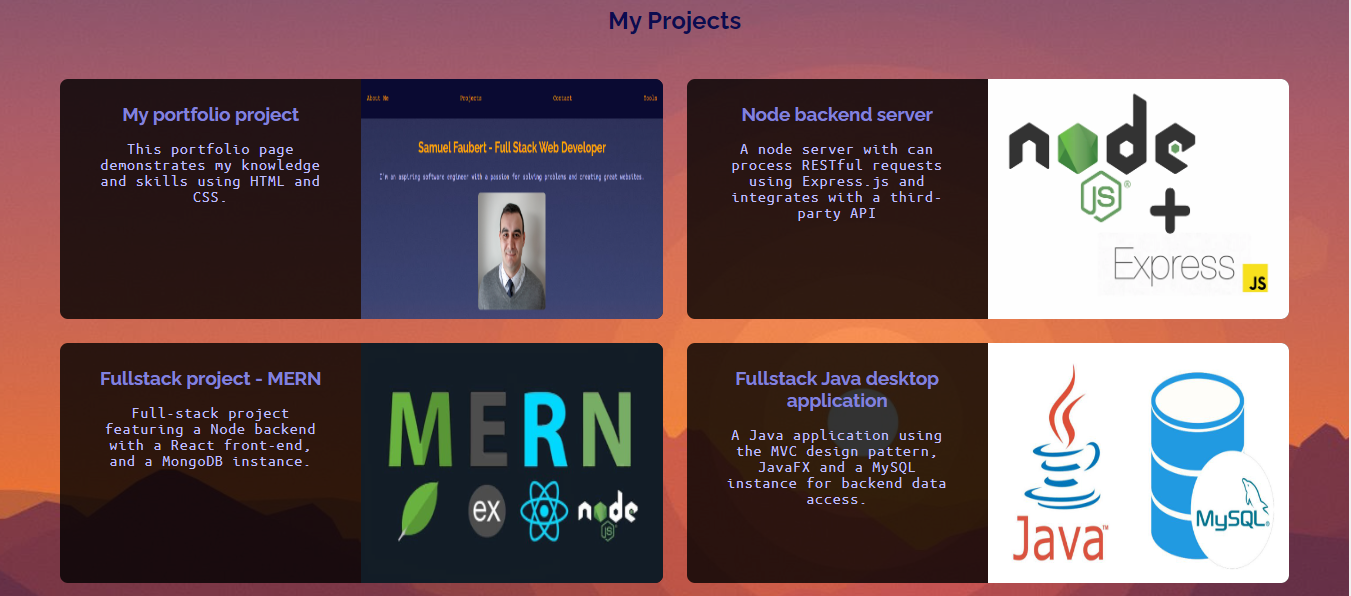 My Projects
My portfolio project
This portfolio page
demonstrates my knowledge
and skills using HTML and
CSS.
About Me Projects Contact Tools
Samuel Faubert - Full Stack Web Developer
I'm an aspiring software engineer with a passion for solving problems and creating great websites.
Node backend server
A node server with can
process RESTful requests
using Express.js and
integrates with a third-
party API
node
JS®
+
Express JS
Fullstack project - MERN
Full-stack project
featuring a Node backend
with a React front-end,
and a MongoDB instance.
MERN
ex node
JS
Fullstack Java desktop
application
A Java application using
the MVC design pattern,
JavaFX and a MySQL
instance for backend data
access.
Java™
MySQL®